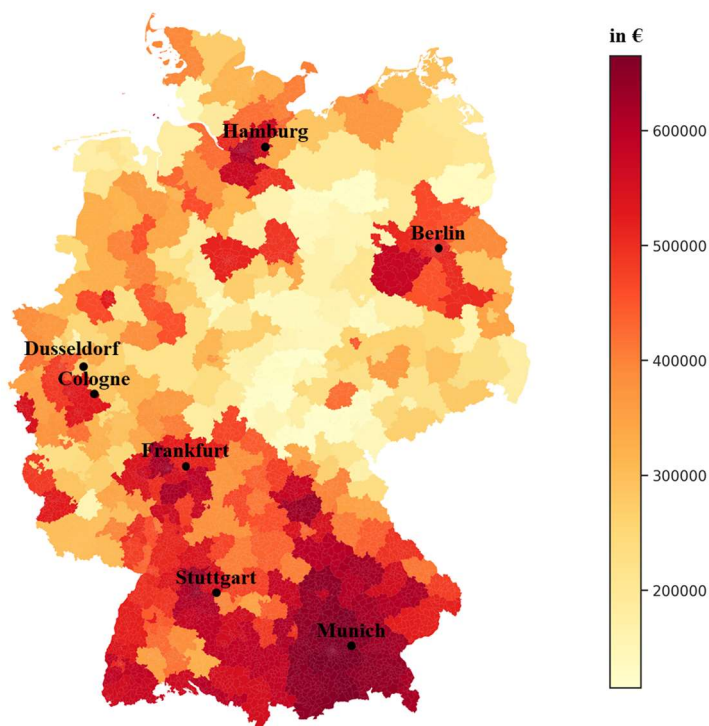 in €
Hamburg
600000
Berlin
500000
Dusseldorf
400000
Cologne
Frankfurt
300000
Stuttgart
200000
Munich